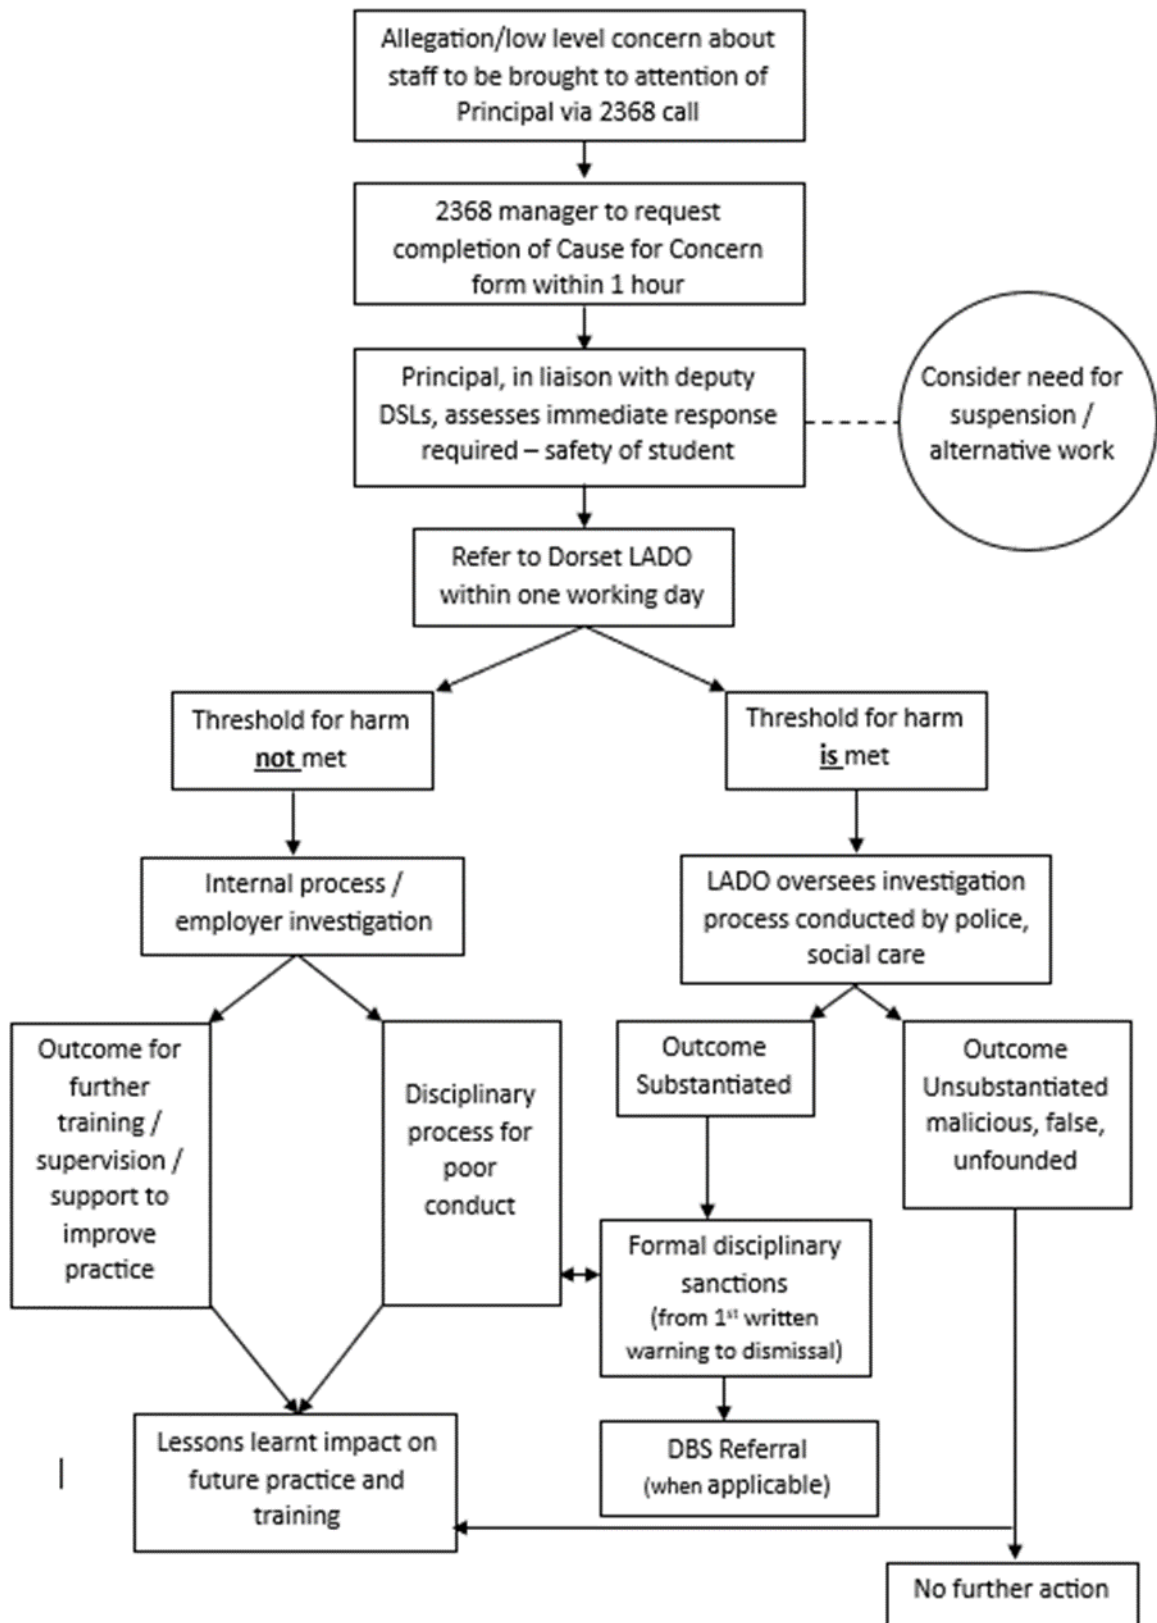 Allegation/low level concern about
staff to be brought to attention of
Principal via 2368 call
2368 manager to request
completion of Cause for Concern
form within 1 hour
Principal, in liaison with deputy
DSLs, assesses immediate response
required – safety of student
Consider need for
suspension /
alternative work
Refer to Dorset LADO
within one working day
Threshold for harm
not met
Threshold for harm
is met
Internal process /
employer investigation
LADO oversees investigation
process conducted by police,
social care
Outcome for
further
training /
supervision /
support to
improve
practice
Disciplinary
process for
poor
conduct
Outcome
Substantiated
Outcome
Unsubstantiated
malicious, false,
unfounded
Formal disciplinary
sanctions
(from 1st written
warning to dismissal)
Lessons learnt impact on
future practice and
training
DBS Referral
(when applicable)
No further action